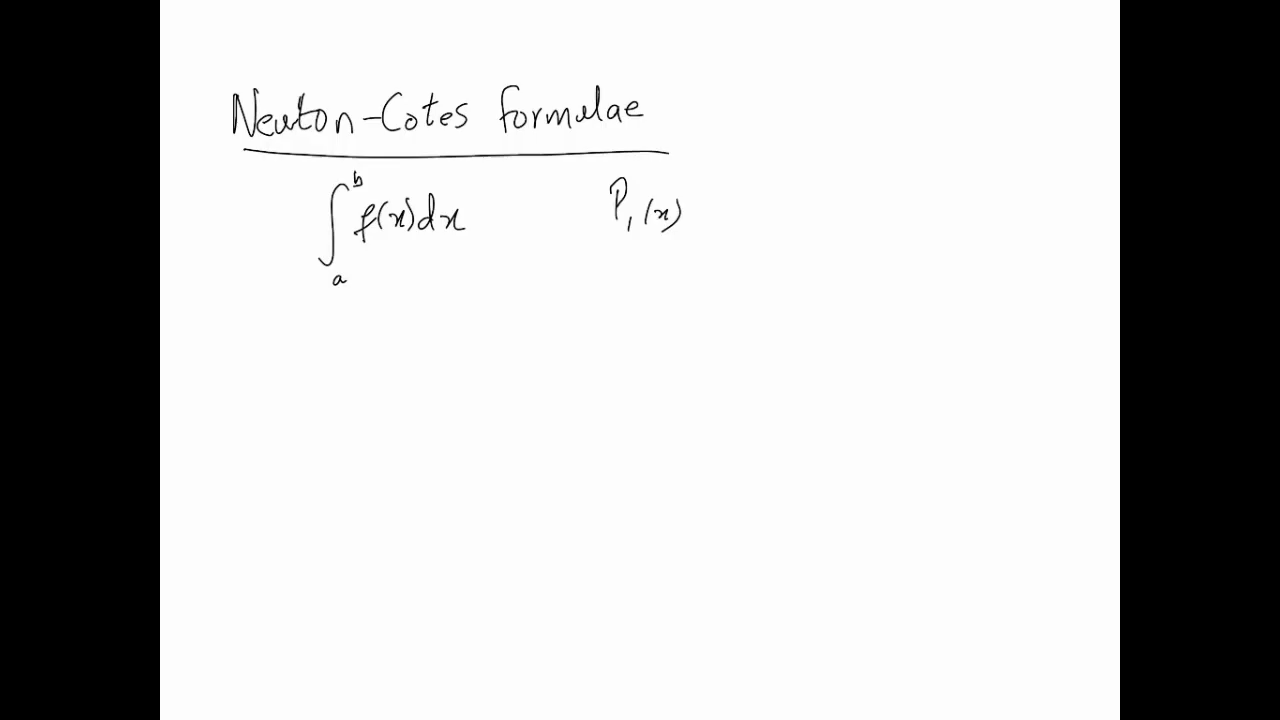 Newton-Cotes formulae
∫_a^b f(x)dx P_1(x)